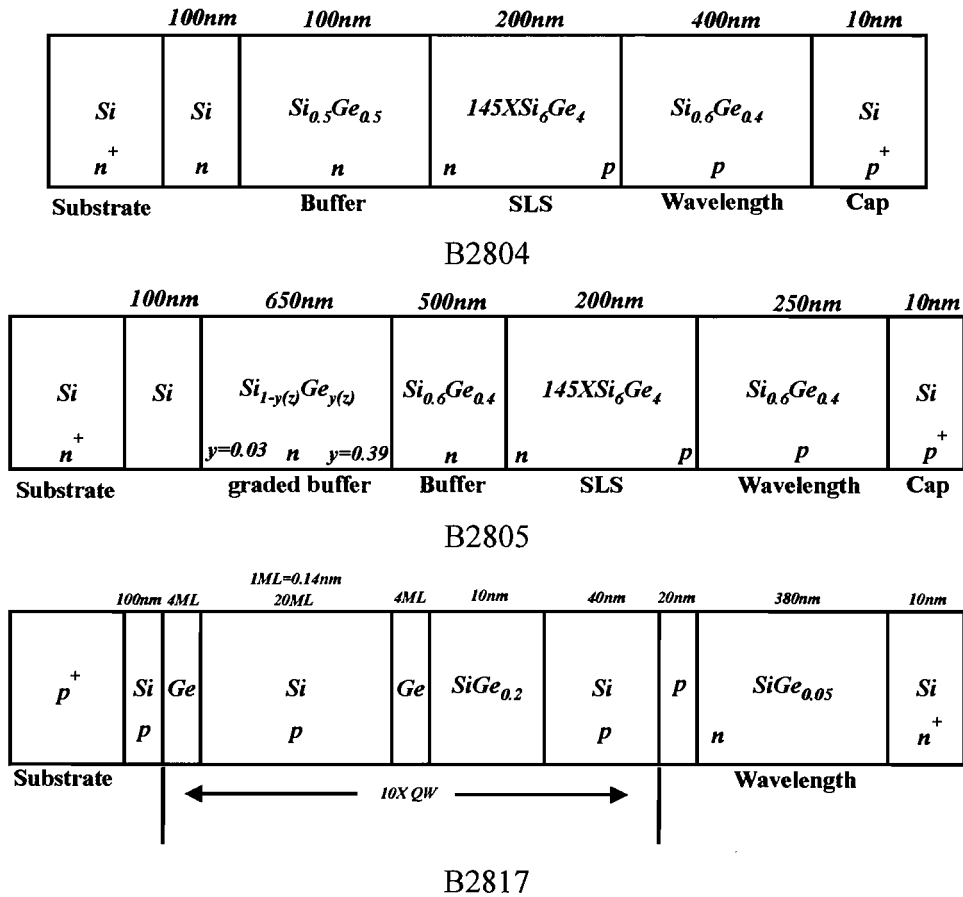 100nm 100nm 200nm 400nm 10nm
Si Si Si0.5Ge0.5 145XSi6Ge4 Si0.6Ge0.4 Si
n+ n n n p p p+
Substrate Buffer SLS Wavelength Cap
B2804
100nm 650nm 500nm 200nm 250nm 10nm
Si Si Si1-y(z)Gey(z) Si0.6Ge0.4 145XSi6Ge4 Si0.6Ge0.4 Si
n+ y=0.03 n y=0.39 n n p p p+
Substrate graded buffer Buffer SLS Wavelength Cap
B2805
1ML=0.14nm
100nm 4ML 20ML 4ML 10nm 40nm 20nm 380nm 10nm
p+ Si Ge Si Ge SiGe0.2 Si p SiGe0.05 Si
p p p n n+
Substrate Wavelength
10X QW
B2817